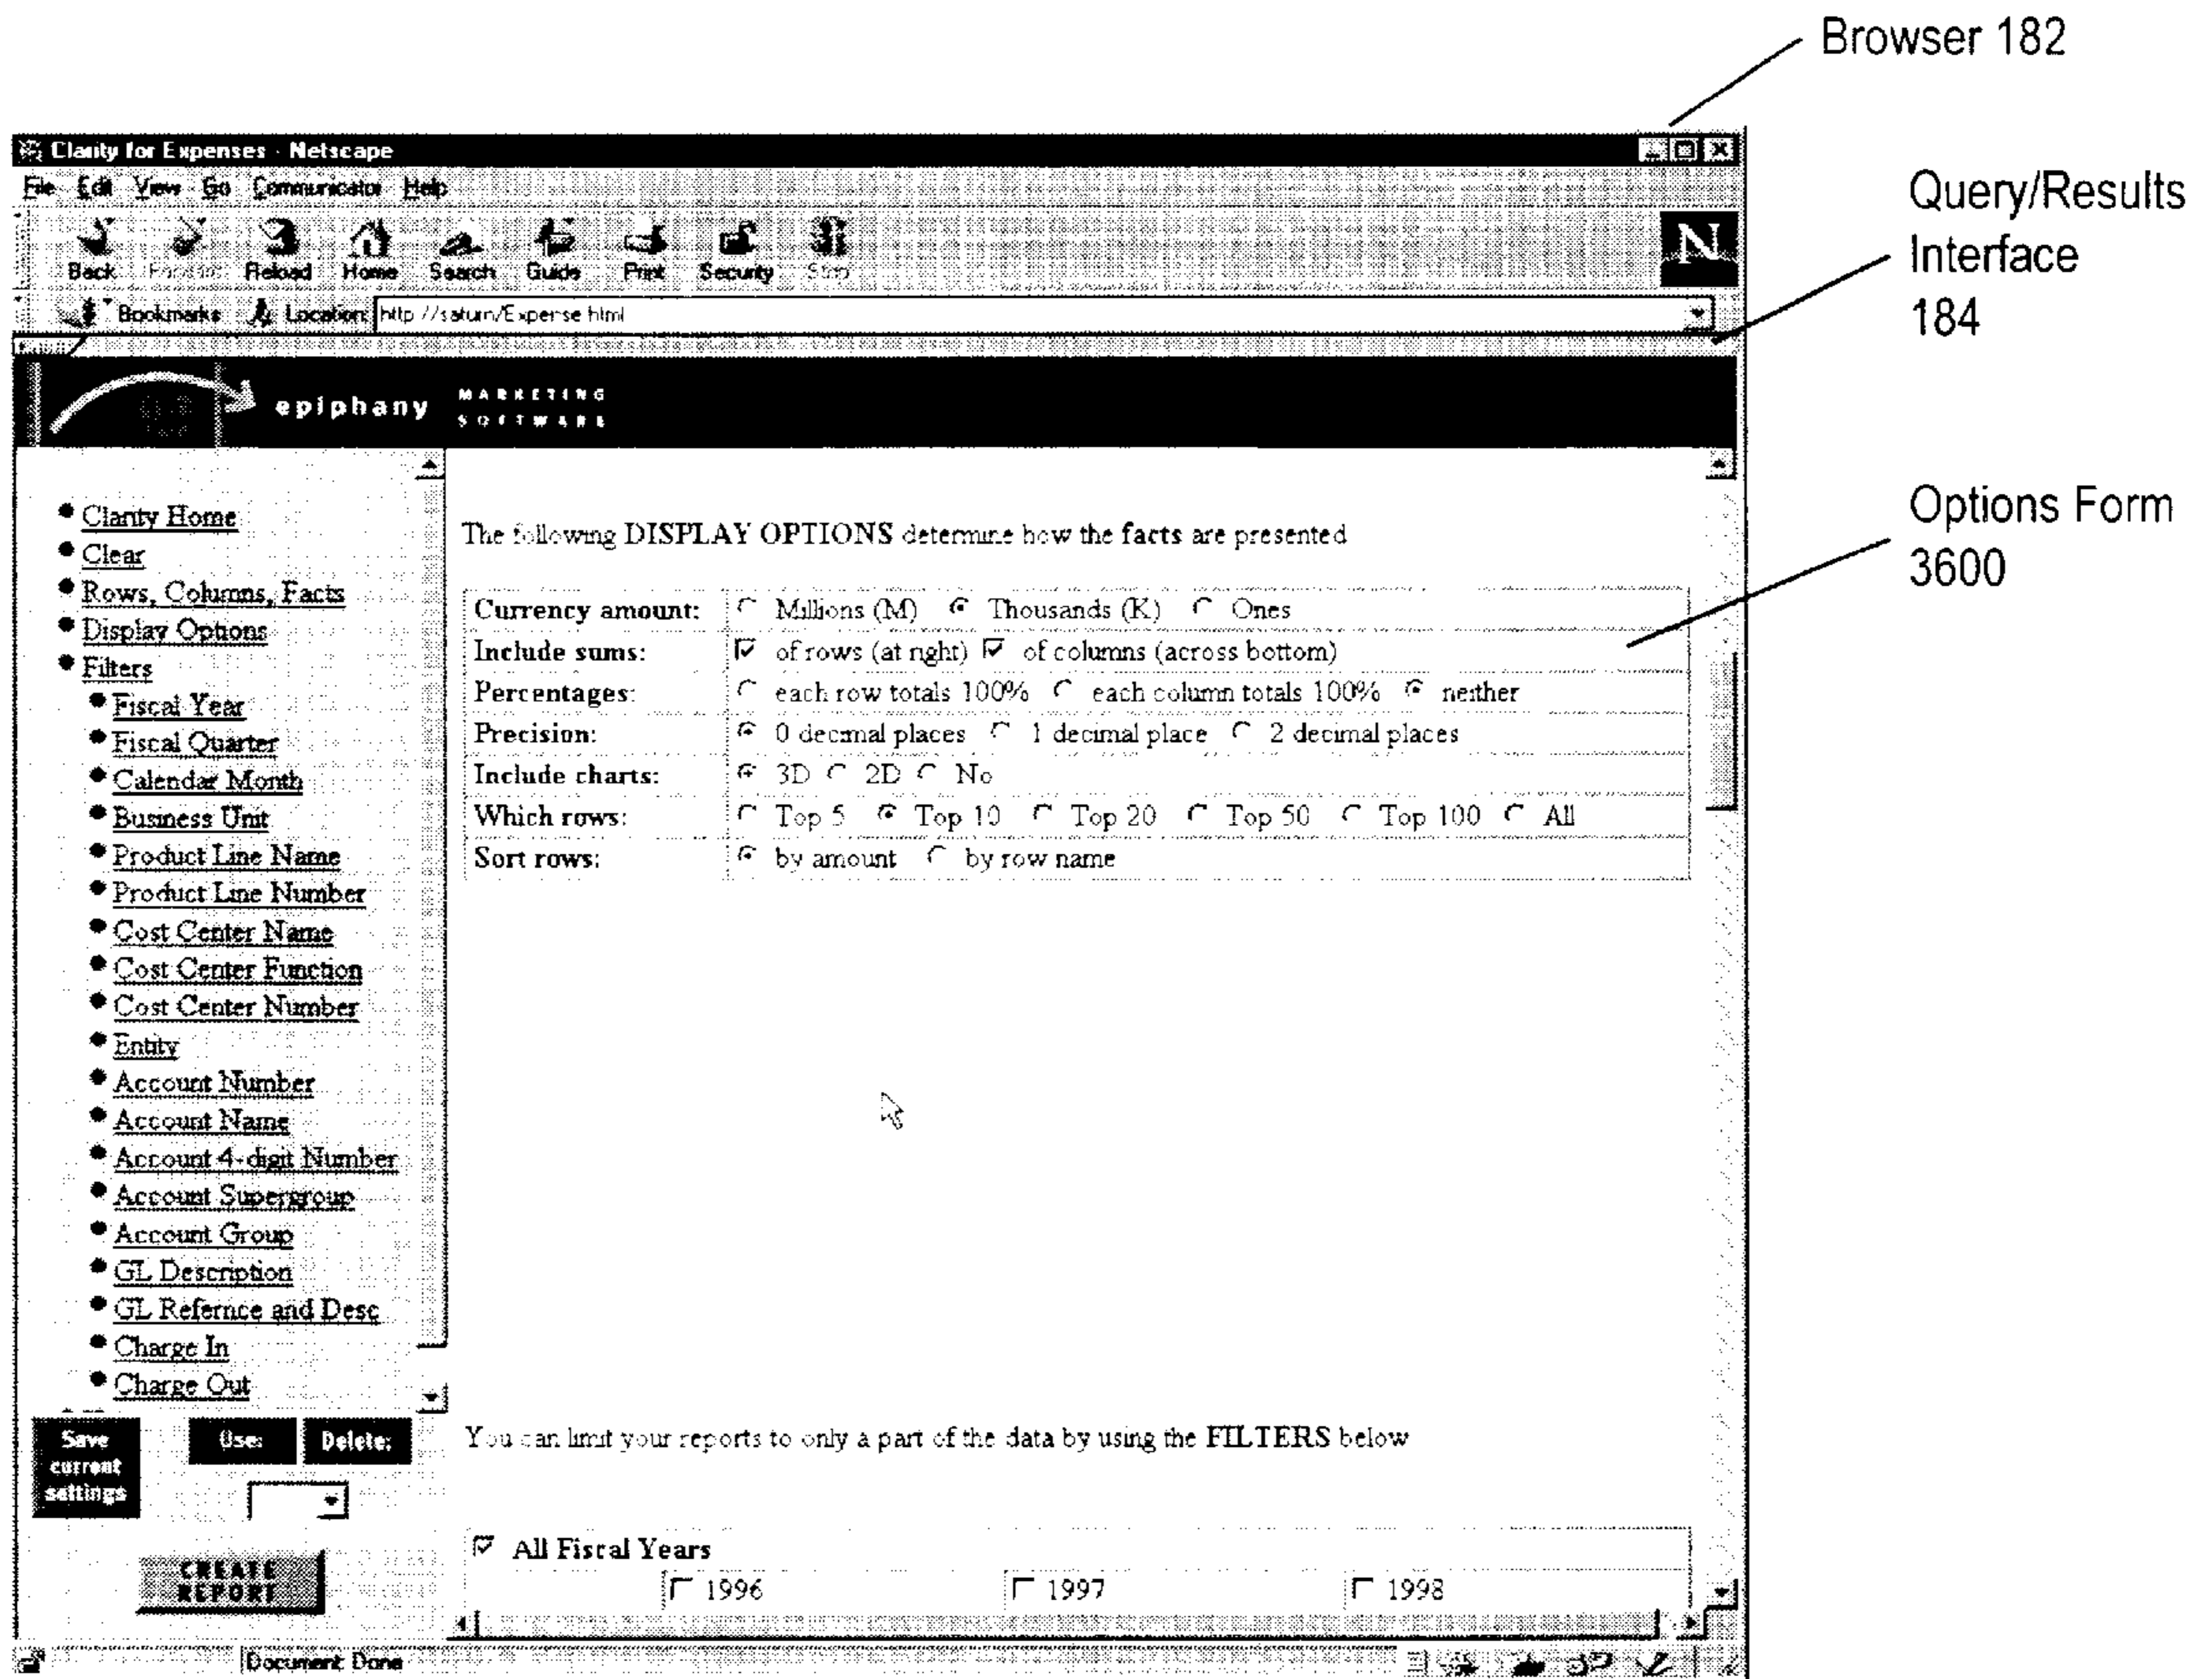 Browser 182
Clarity for Expenses - Netscape
File Edit View Go Communicator Help
Query/Results
Interface
184
N
Back Reload Home Search Guide Print Security Stop
Bookmarks Location: http://saturn/Expense.html
epiphany MARKETING
SOFTWARE
Clarity Home
Clear
Rows, Columns, Facts
Display Options
Filters
Fiscal Year
Fiscal Quarter
Calendar Month
Business Unit
Product Line Name
Product Line Number
Cost Center Name
Cost Center Function
Cost Center Number
Entity
Account Number
Account Name
Account 4-digit Number
Account Supergroup
Account Group
GL Description
GL Refernce and Desc
Charge In
Charge Out
Save
current
settings
Use:
Delete:
CREATE
REPORT
Options Form
3600
The following DISPLAY OPTIONS determine how the facts are presented
Currency amount: Millions (M) Thousands (K) Ones
Include sums: of rows (at right) of columns (across bottom)
Percentages: each row totals 100% each column totals 100% neither
Precision: 0 decimal places 1 decimal place 2 decimal places
Include charts: 3D 2D No
Which rows: Top 5 Top 10 Top 20 Top 50 Top 100 All
Sort rows: by amount by row name
You can limit your reports to only a part of the data by using the FILTERS below
All Fiscal Years
1996 1997 1998
Document: Done